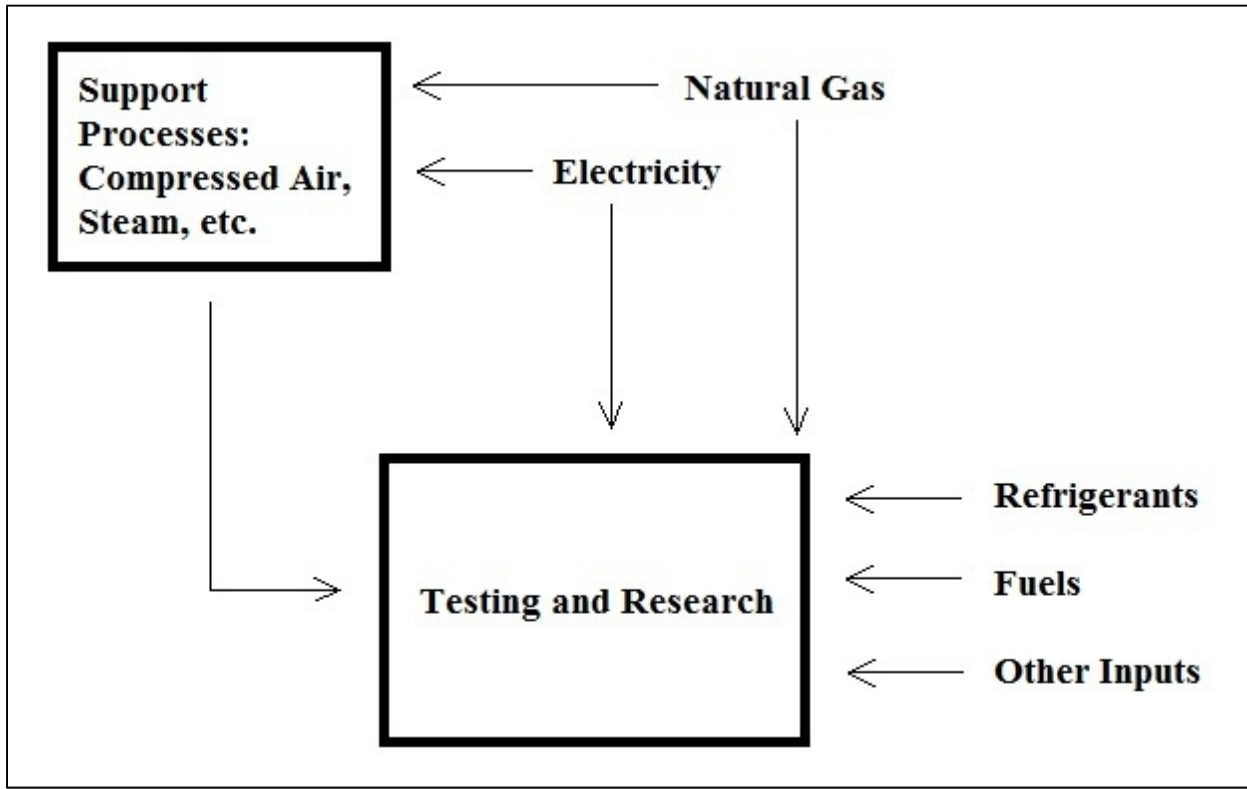 Support
Processes:
Compressed Air,
Steam, etc.
Natural Gas
Electricity
Testing and Research
Refrigerants
Fuels
Other Inputs